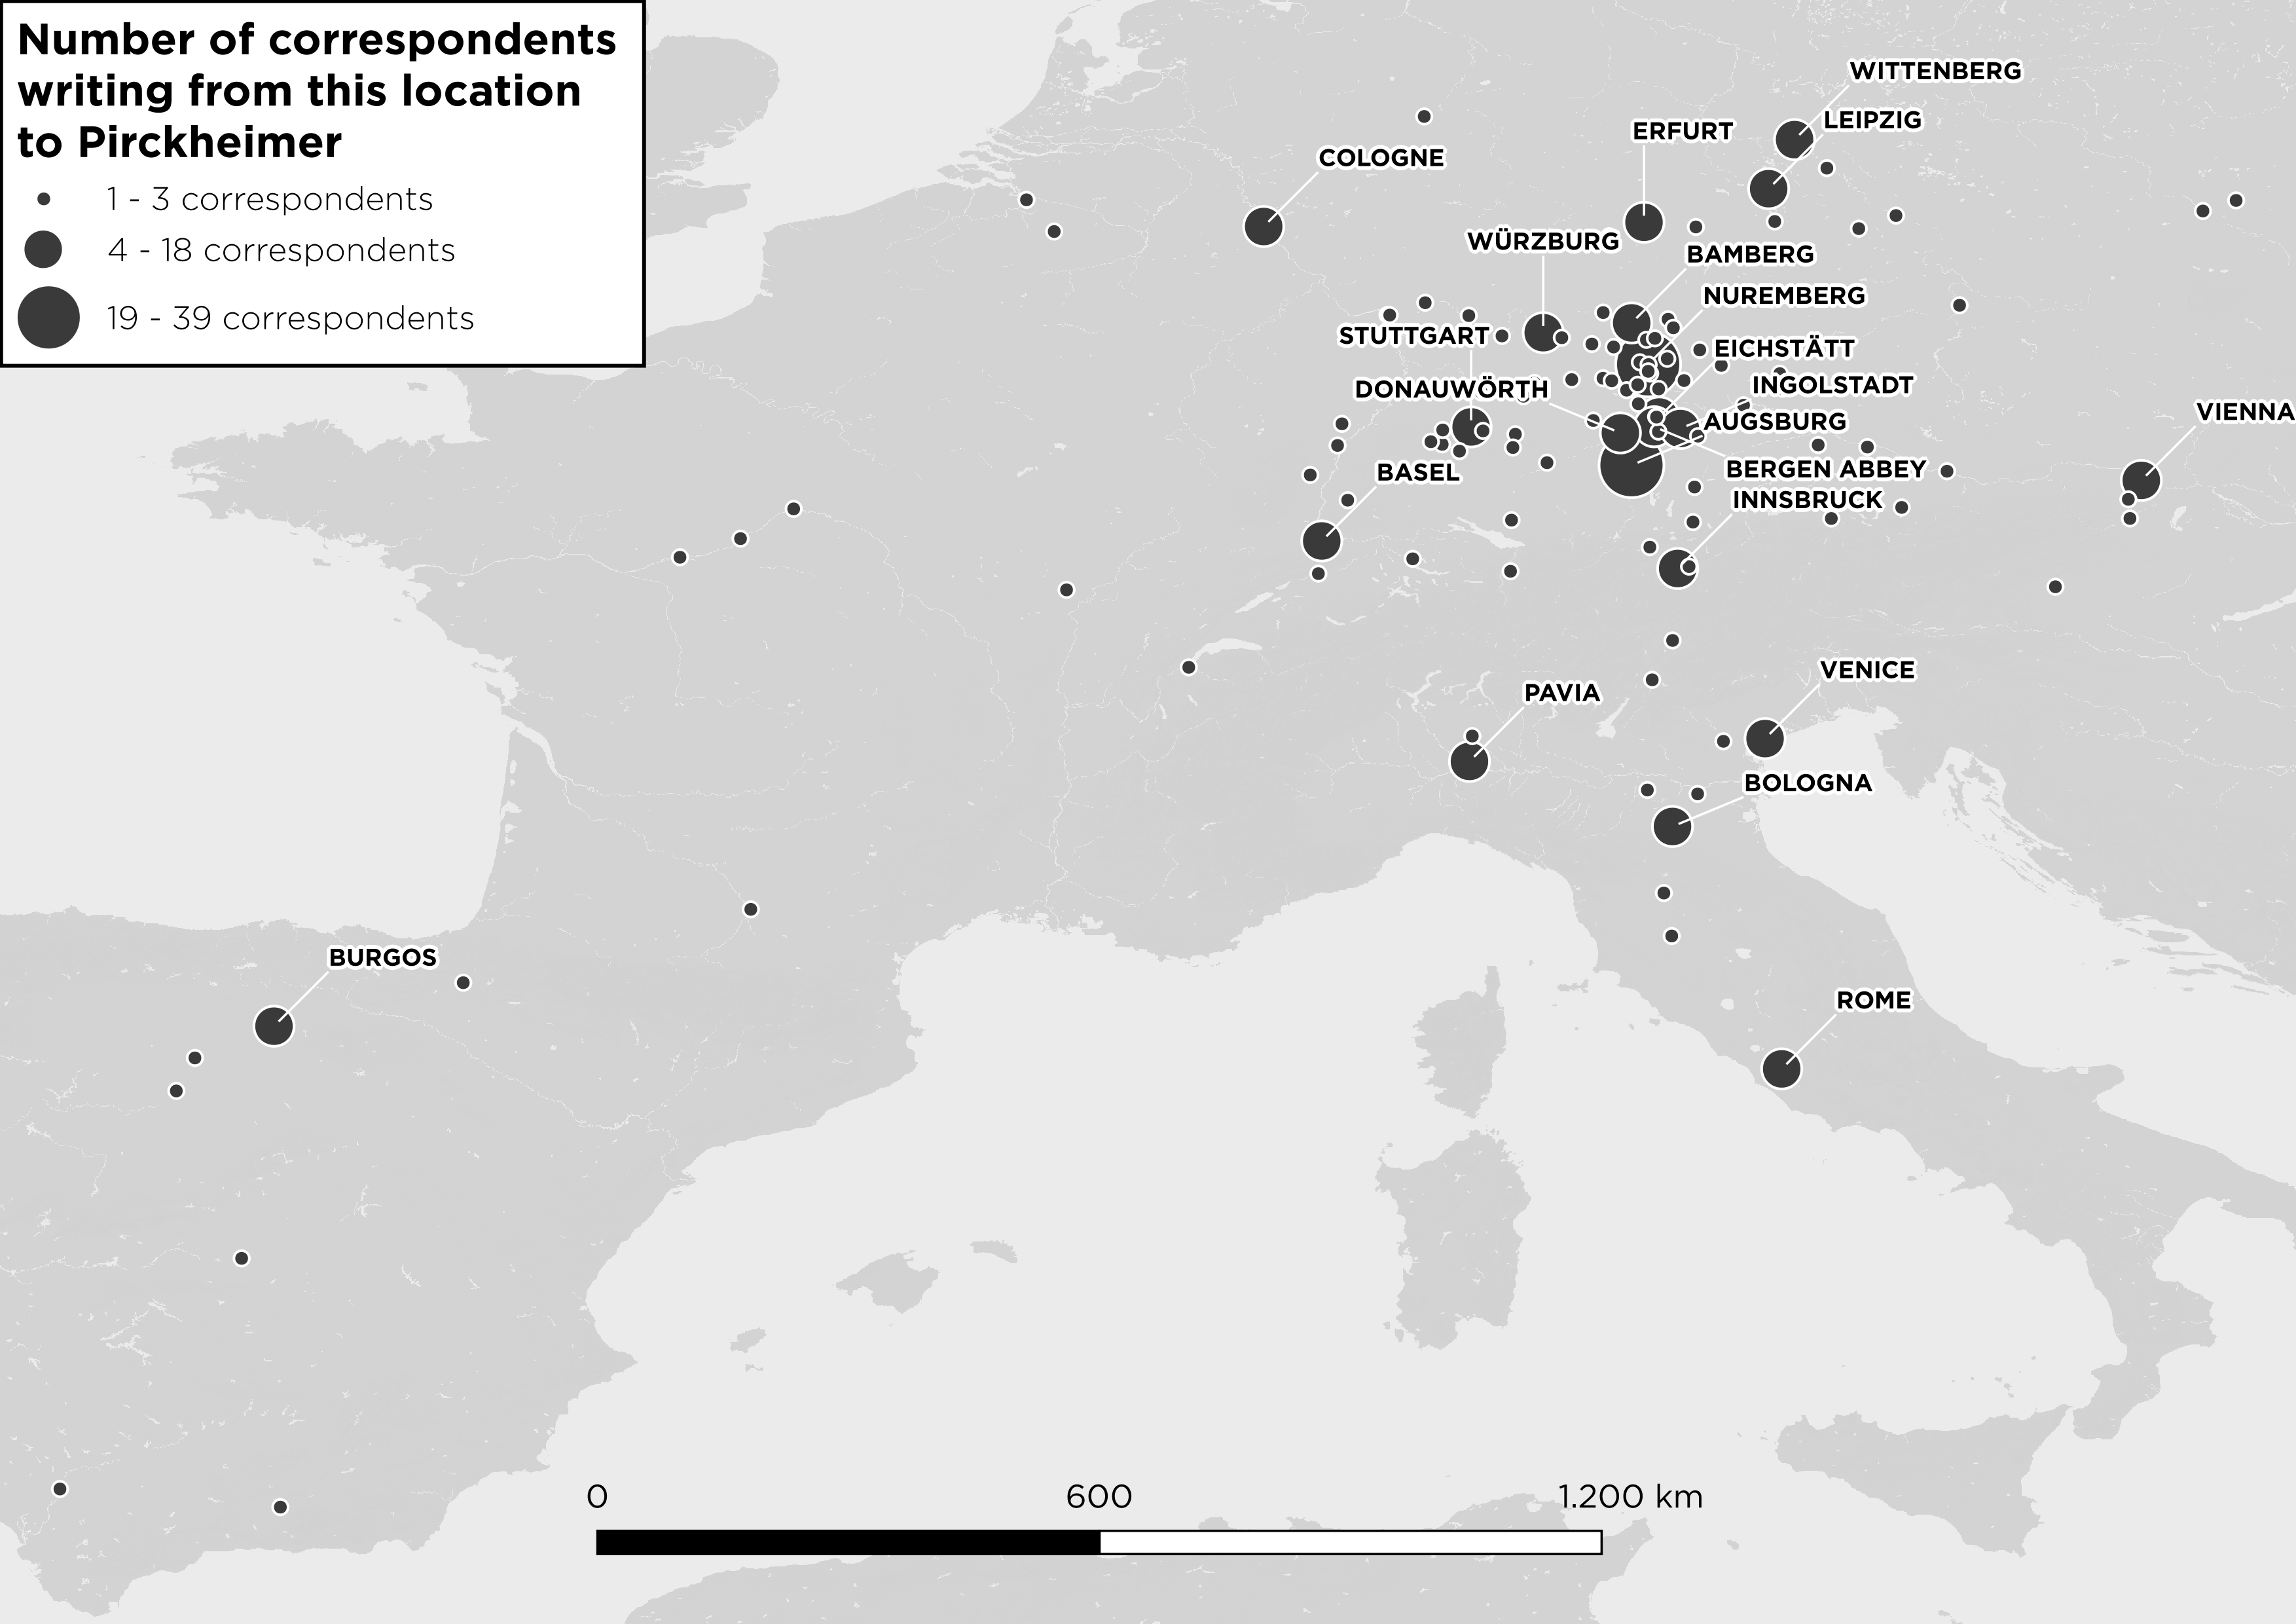 Number of correspondents
writing from this location
to Pirckheimer
1 - 3 correspondents
4 - 18 correspondents
19 - 39 correspondents
WITTENBERG
LEIPZIG
ERFURT
COLOGNE
WÜRZBURG
BAMBERG
NUREMBERG
STUTTGART
EICHSTÄTT
DONAUWÖRTH
INGOLSTADT
VIENNA
AUGSBURG
BASEL
BERGEN ABBEY
INNSBRUCK
VENICE
PAVIA
BOLOGNA
BURGOS
ROME
0 600 1.200 km